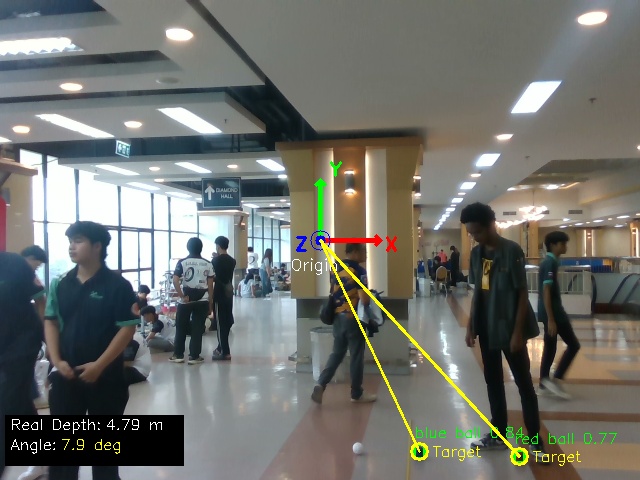 DIAMOND
HALL
Y
Z
X
Origin
blue ball 0.84
red ball 0.77
Target
Target
Real Depth: 4.79 m
Angle: 7.9 deg